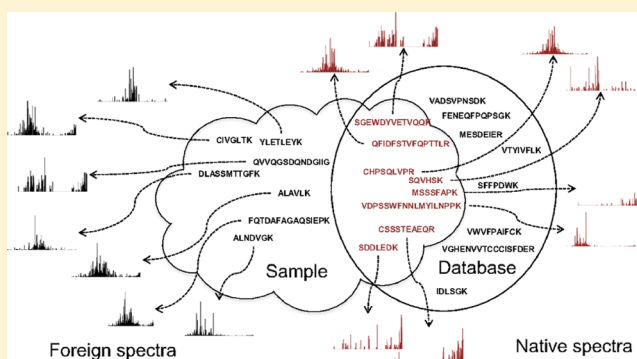 VADSVPNSDK
FENEQFPQPSGK
SGEWDYVETVQQR
MESDEIER
CIVGLTK
YLETLEYK
QFIDFSTVFQPTTLR
VTYIVFLK
QVVQGSDQNDGIIG
DLASSMTTGFK
CHPSQLVPR
SQVHSK
SFFPDWK
ALAVLK
MSSSFAPK
VDPSSWFNNLMYILNPPK
FQTDAFAGAQSIEPK
CSSSTEAEQR
VWVFPAIFCK
ALNDVGK
SDDLEDK
VGHENVVTCCCISFDER
Sample
Database
IDLSGK
Foreign spectra
Native spectra